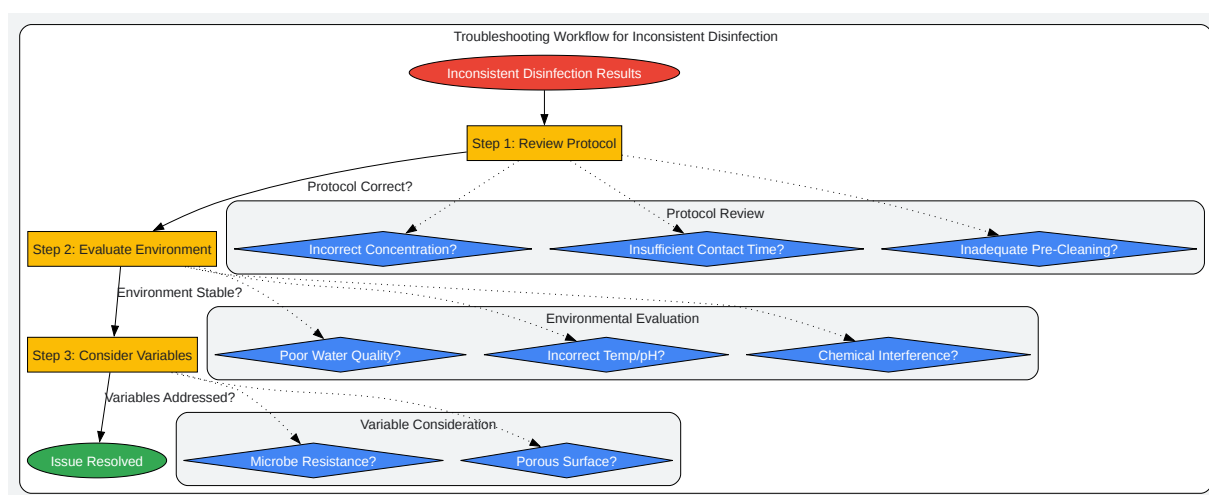 Troubleshooting Workflow for Inconsistent Disinfection
Inconsistent Disinfection Results
Step 1: Review Protocol
Protocol Correct?
Protocol Review
Step 2: Evaluate Environment
Incorrect Concentration?
Insufficient Contact Time?
Inadequate Pre-Cleaning?
Environment Stable?
Environmental Evaluation
Step 3: Consider Variables
Poor Water Quality?
Incorrect Temp/pH?
Chemical Interference?
Variables Addressed?
Variable Consideration
Issue Resolved
Microbe Resistance?
Porous Surface?